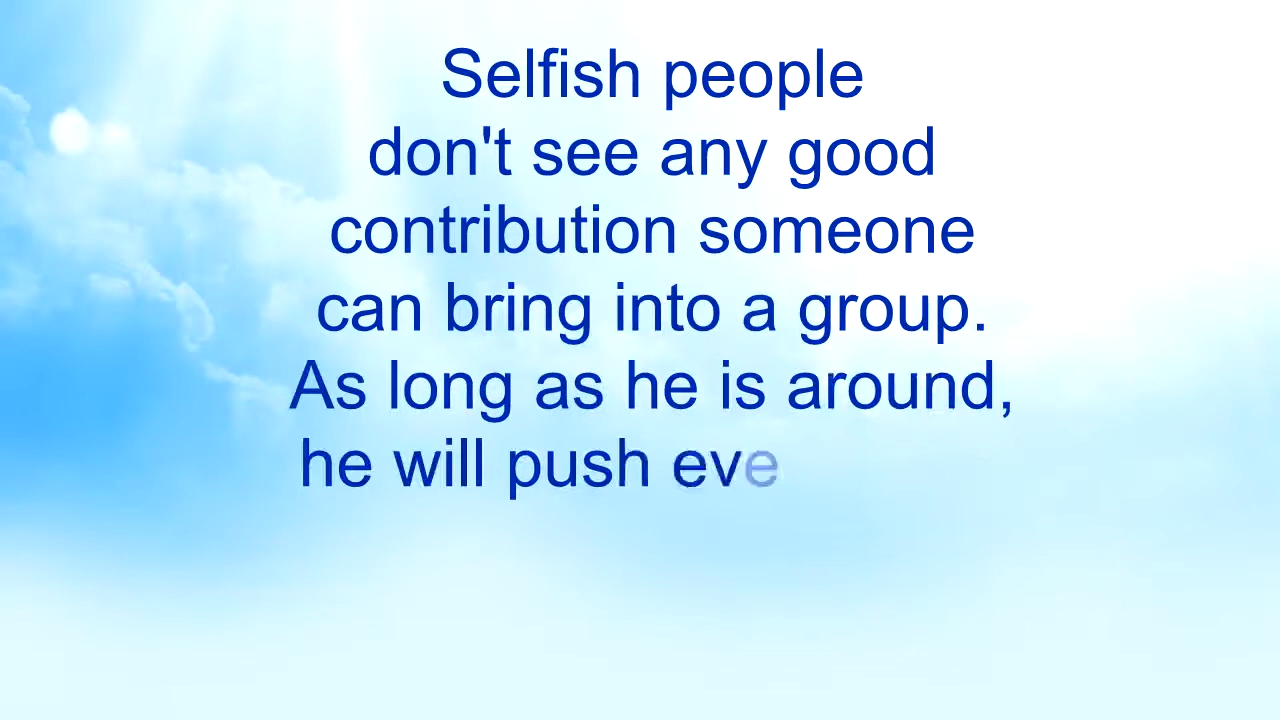 Selfish people
don't see any good
contribution someone
can bring into a group.
As long as he is around,
he will push eve